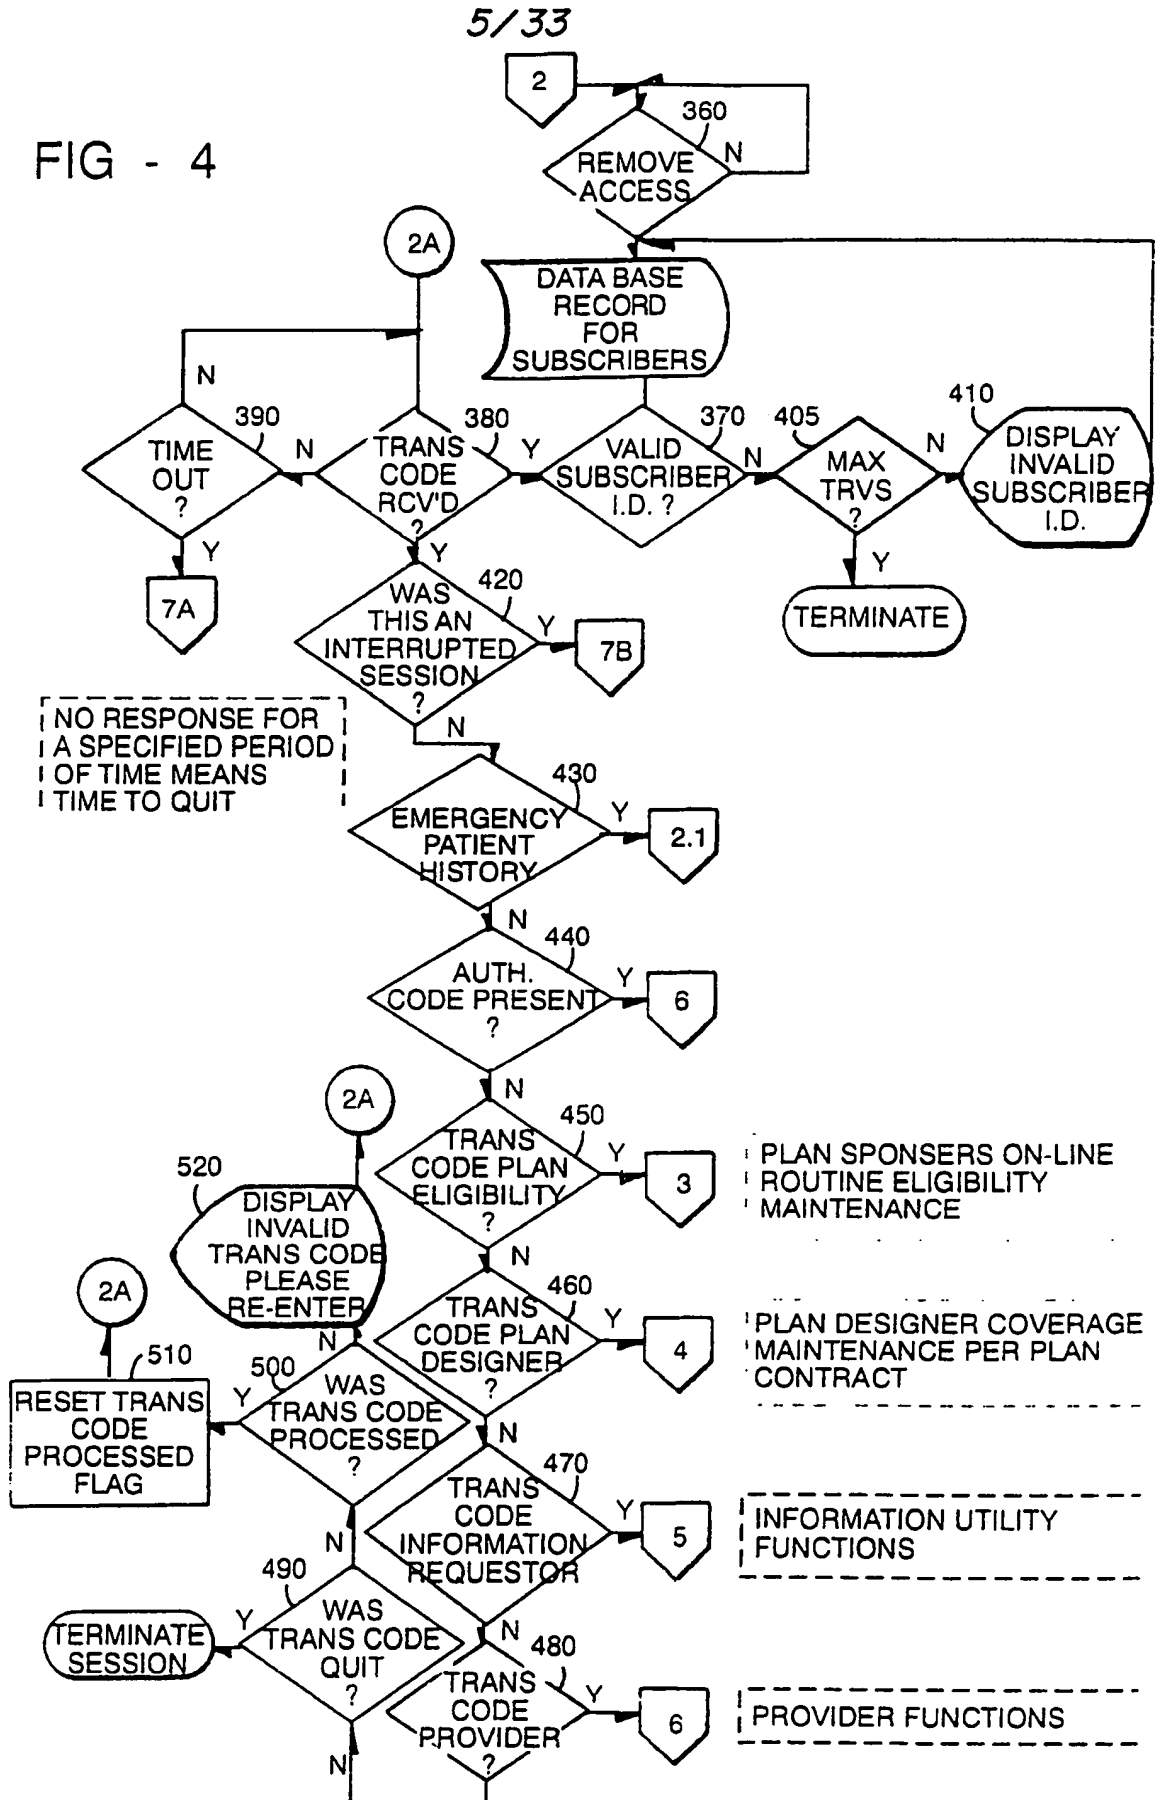 5/33
2
FIG - 4
360
REMOVE
ACCESS
N
2A
DATA BASE
RECORD
FOR
SUBSCRIBERS
N
390
TIME
OUT
?
N
380
TRANS
CODE
RCV'D
?
Y
370
VALID
SUBSCRIBER
I.D. ?
N
405
MAX
TRVS
?
N
410
DISPLAY
INVALID
SUBSCRIBER
I.D.
Y
7A
Y
Y
TERMINATE
420
WAS
THIS AN
INTERRUPTED
SESSION
?
Y
7B
N
NO RESPONSE FOR
A SPECIFIED PERIOD
OF TIME MEANS
TIME TO QUIT
430
EMERGENCY
PATIENT
HISTORY
Y
2.1
N
440
AUTH.
CODE PRESENT
?
Y
6
N
2A
450
TRANS
CODE PLAN
ELIGIBILITY
?
Y
3
PLAN SPONSERS ON-LINE
ROUTINE ELIGIBILITY
MAINTENANCE
520
DISPLAY
INVALID
TRANS CODE
PLEASE
RE-ENTER
N
N
2A
460
TRANS
CODE PLAN
DESIGNER
?
Y
4
PLAN DESIGNER COVERAGE
MAINTENANCE PER PLAN
CONTRACT
510
RESET TRANS
CODE
PROCESSED
FLAG
Y
500
WAS
TRANS CODE
PROCESSED
?
N
N
470
TRANS
CODE
INFORMATION
REQUESTOR
Y
5
INFORMATION UTILITY
FUNCTIONS
490
TERMINATE
SESSION
Y
WAS
TRANS CODE
QUIT
?
N
N
480
TRANS
CODE
PROVIDER
?
Y
6
PROVIDER FUNCTIONS